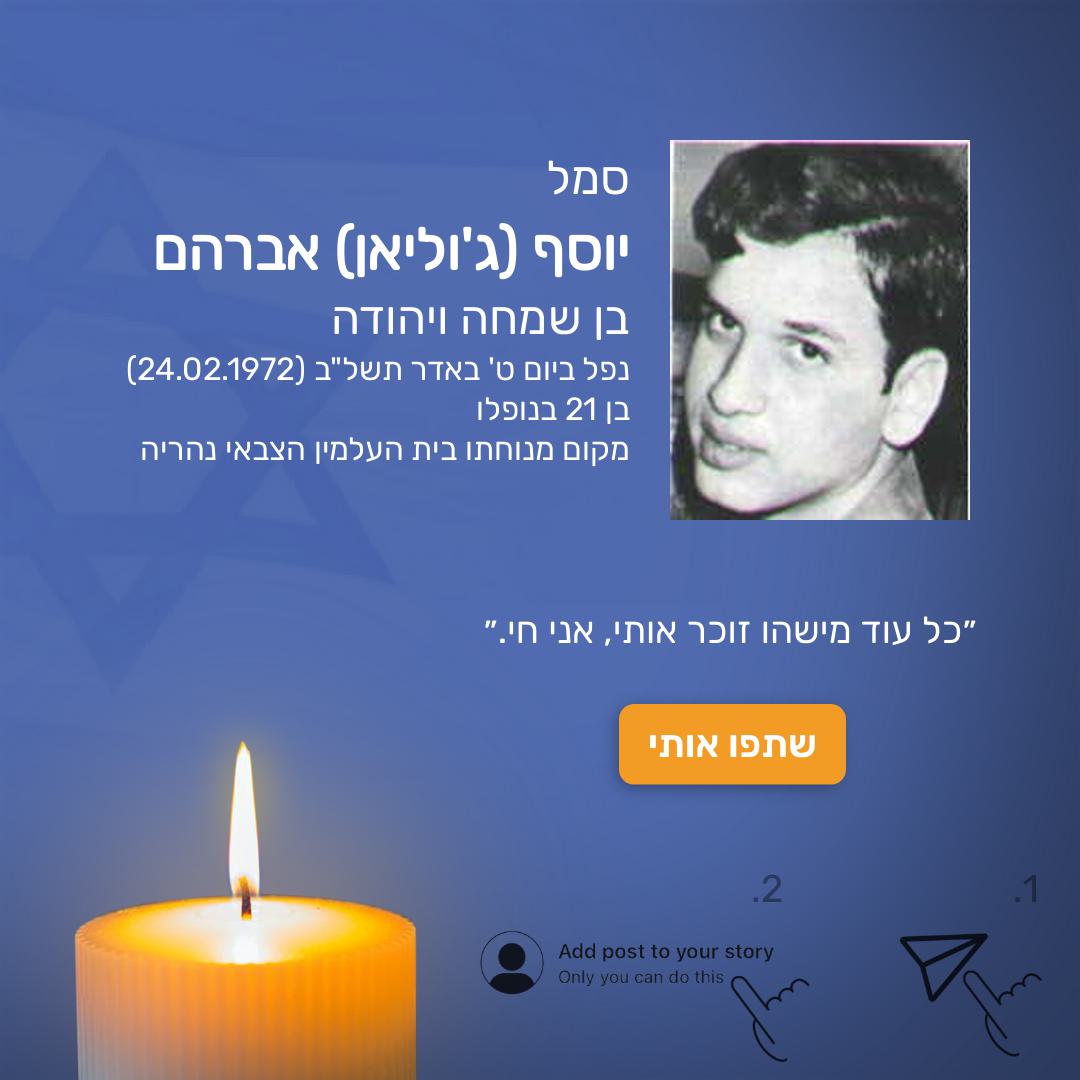 סמל
יוסף (ג'וליאן) אברהם
בן שמחה ויהודה
נפל ביום ט' באדר תשל"ב (24.02.1972)
בן 21 בנופלו
מקום מנוחתו בית העלמין הצבאי נהריה
״כל עוד מישהו זוכר אותי, אני חי.״
שתפו אותי
1.
2.
Add post to your story
Only you can do this